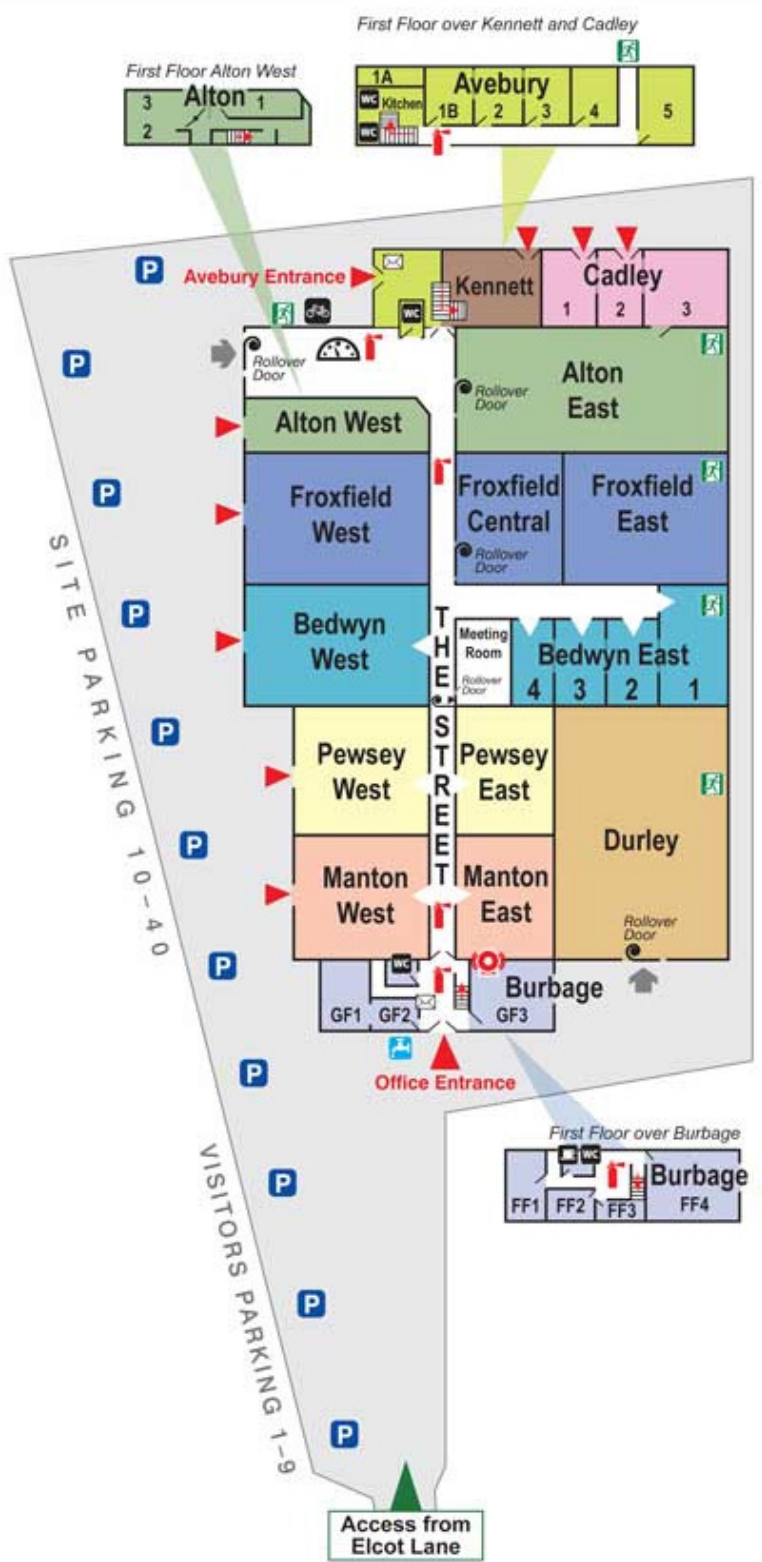 First Floor over Kennett and Cadley
First Floor Alton West
3
Alton
1
2
1A
Avebury
WC
Kitchen
1B
2
3
4
5
WC
P
Avebury Entrance
Kennett
Cadley
1
2
3
WC
P
Rollover
Door
Rollover
Door
Alton
East
Alton West
P
Froxfield
West
Froxfield
Central
Froxfield
East
Rollover
Door
SITE PARKING 10-40
P
Bedwyn
West
THE STREET
Meeting
Room
Rollover
Door
Bedwyn East
4
3
2
1
P
Pewsey
West
Pewsey
East
Durley
P
Manton
West
Manton
East
Rollover
Door
P
WC
Burbage
GF1
GF2
GF3
P
Office Entrance
VISITORS PARKING 1-9
First Floor over Burbage
P
WC
Burbage
FF1
FF2
FF3
FF4
P
P
Access from
Elcot Lane